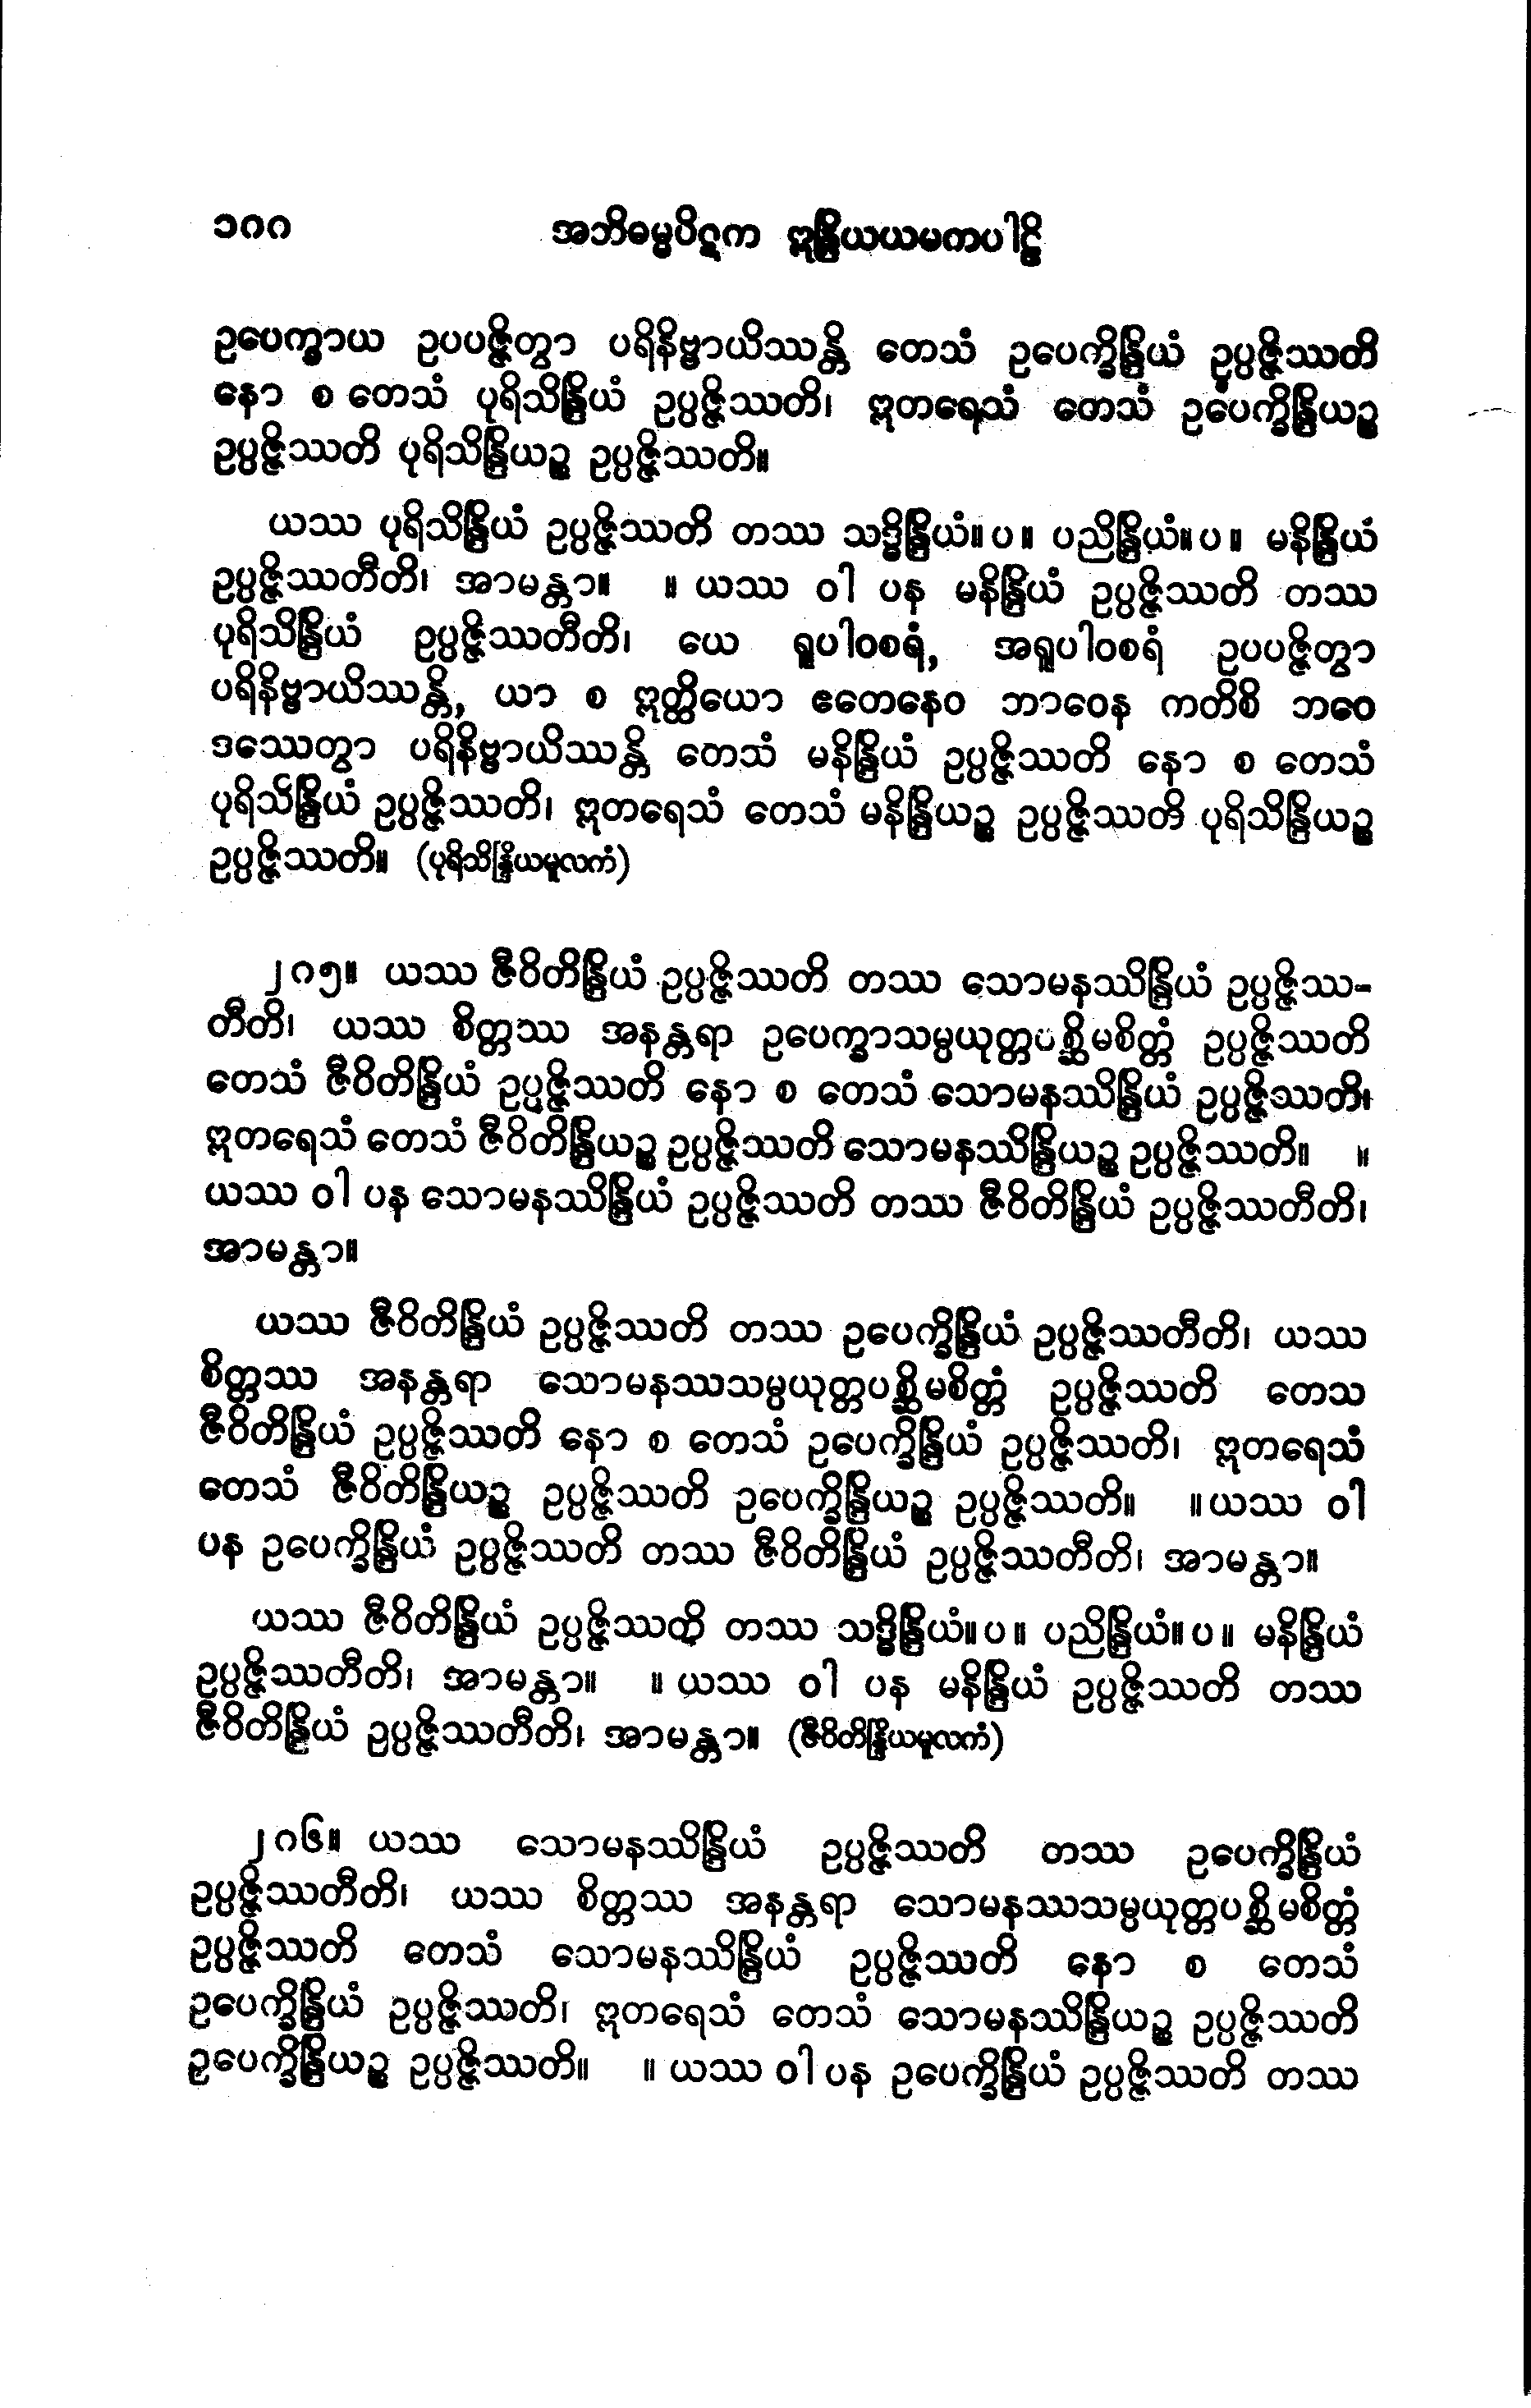 ၁၀၀ အဘိဓမ္မပိဋက ဣန္ဒြိယယမကပါဠိ
ဥပေက္ခာယ ဥပပဇ္ဇိတွာ ပရိနိဗ္ဗာယိဿန္တိ တေသံ ဥပေက္ခိန္ဒြိယံ ဥပ္ပဇ္ဇိဿတိ
နော စ တေသံ ပုရိသိန္ဒြိယံ ဥပ္ပဇ္ဇိဿတိ၊ ဣတရေသံ တေသံ ဥပေက္ခိန္ဒြိယဉ္စ
ဥပ္ပဇ္ဇိဿတိ ပုရိသိန္ဒြိယဉ္စ ဥပ္ပဇ္ဇိဿတိ။
ယဿ ပုရိသိန္ဒြိယံ ဥပ္ပဇ္ဇိဿတိ တဿ သဒ္ဓိန္ဒြိယံ။ပ။ ပညိန္ဒြိယံ။ပ။ မနိန္ဒြိယံ
ဥပ္ပဇ္ဇိဿတီတိ၊ အာမန္တာ။ ။ ယဿ ဝါ ပန မနိန္ဒြိယံ ဥပ္ပဇ္ဇိဿတိ တဿ
ပုရိသိန္ဒြိယံ ဥပ္ပဇ္ဇိဿတီတိ၊ ယေ ရူပါဝစရံ, အရူပါဝစရံ ဥပပဇ္ဇိတွာ
ပရိနိဗ္ဗာယိဿန္တိ, ယာ စ ဣတ္ထိယော ဧတေနေဝ ဘာဝေန ကတိစိ ဘဝေ
ဒဿေတွာ ပရိနိဗ္ဗာယိဿန္တိ တေသံ မနိန္ဒြိယံ ဥပ္ပဇ္ဇိဿတိ နော စ တေသံ
ပုရိသိန္ဒြိယံ ဥပ္ပဇ္ဇိဿတိ၊ ဣတရေသံ တေသံ မနိန္ဒြိယဉ္စ ဥပ္ပဇ္ဇိဿတိ ပုရိသိန္ဒြိယဉ္စ
ဥပ္ပဇ္ဇိဿတိ။ (ပုရိသိန္ဒြိယမူလကံ)
၂၀၅။ ယဿ ဇီဝိတိန္ဒြိယံ ဥပ္ပဇ္ဇိဿတိ တဿ သောမနဿိန္ဒြိယံ ဥပ္ပဇ္ဇိဿ-
တီတိ၊ ယဿ စိတ္တဿ အနန္တရာ ဥပေက္ခာသမ္ပယုတ္တပစ္ဆိမစိတ္တံ ဥပ္ပဇ္ဇိဿတိ
တေသံ ဇီဝိတိန္ဒြိယံ ဥပ္ပဇ္ဇိဿတိ နော စ တေသံ သောမနဿိန္ဒြိယံ ဥပ္ပဇ္ဇိဿတိ၊
ဣတရေသံ တေသံ ဇီဝိတိန္ဒြိယဉ္စ ဥပ္ပဇ္ဇိဿတိ သောမနဿိန္ဒြိယဉ္စ ဥပ္ပဇ္ဇိဿတိ။ ။
ယဿ ဝါ ပန သောမနဿိန္ဒြိယံ ဥပ္ပဇ္ဇိဿတိ တဿ ဇီဝိတိန္ဒြိယံ ဥပ္ပဇ္ဇိဿတီတိ၊
အာမန္တာ။
ယဿ ဇီဝိတိန္ဒြိယံ ဥပ္ပဇ္ဇိဿတိ တဿ ဥပေက္ခိန္ဒြိယံ ဥပ္ပဇ္ဇိဿတီတိ၊ ယဿ
စိတ္တဿ အနန္တရာ သောမနဿသမ္ပယုတ္တပစ္ဆိမစိတ္တံ ဥပ္ပဇ္ဇိဿတိ တေသ
ဇီဝိတိန္ဒြိယံ ဥပ္ပဇ္ဇိဿတိ နော စ တေသံ ဥပေက္ခိန္ဒြိယံ ဥပ္ပဇ္ဇိဿတိ၊ ဣတရေသံ
တေသံ ဇီဝိတိန္ဒြိယဉ္စ ဥပ္ပဇ္ဇိဿတိ ဥပေက္ခိန္ဒြိယဉ္စ ဥပ္ပဇ္ဇိဿတိ။ ။ယဿ ဝါ
ပန ဥပေက္ခိန္ဒြိယံ ဥပ္ပဇ္ဇိဿတိ တဿ ဇီဝိတိန္ဒြိယံ ဥပ္ပဇ္ဇိဿတီတိ၊ အာမန္တာ။
ယဿ ဇီဝိတိန္ဒြိယံ ဥပ္ပဇ္ဇိဿတိ တဿ သဒ္ဓိန္ဒြိယံ။ပ။ ပညိန္ဒြိယံ။ပ။ မနိန္ဒြိယံ
ဥပ္ပဇ္ဇိဿတီတိ၊ အာမန္တာ။ ။ ယဿ ဝါ ပန မနိန္ဒြိယံ ဥပ္ပဇ္ဇိဿတိ တဿ
ဇီဝိတိန္ဒြိယံ ဥပ္ပဇ္ဇိဿတီတိ၊ အာမန္တာ။ (ဇီဝိတိန္ဒြိယမူလကံ)
၂၀၆။ ယဿ သောမနဿိန္ဒြိယံ ဥပ္ပဇ္ဇိဿတိ တဿ ဥပေက္ခိန္ဒြိယံ
ဥပ္ပဇ္ဇိဿတီတိ၊ ယဿ စိတ္တဿ အနန္တရာ သောမနဿသမ္ပယုတ္တပစ္ဆိမစိတ္တံ
ဥပ္ပဇ္ဇိဿတိ တေသံ သောမနဿိန္ဒြိယံ ဥပ္ပဇ္ဇိဿတိ နော စ တေသံ
ဥပေက္ခိန္ဒြိယံ ဥပ္ပဇ္ဇိဿတိ၊ ဣတရေသံ တေသံ သောမနဿိန္ဒြိယဉ္စ ဥပ္ပဇ္ဇိဿတိ
ဥပေက္ခိန္ဒြိယဉ္စ ဥပ္ပဇ္ဇိဿတိ။ ။ ယဿ ဝါ ပန ဥပေက္ခိန္ဒြိယံ ဥပ္ပဇ္ဇိဿတိ တဿ